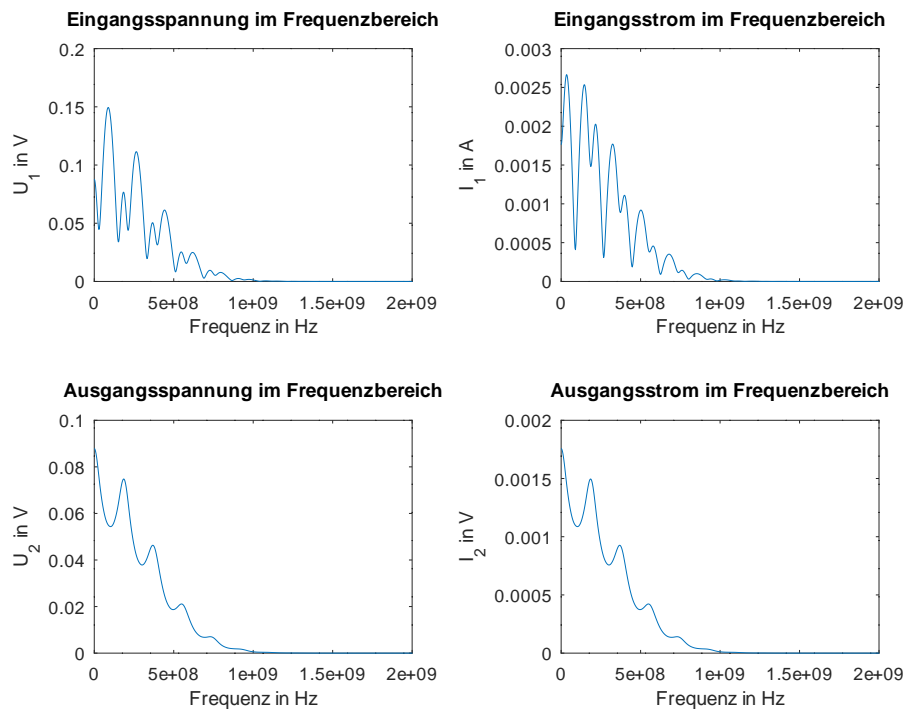 Eingangsspannung im Frequenzbereich
U_1 in V
0.2
0.15
0.1
0.05
0
0 5e+08 1e+09 1.5e+09 2e+09
Frequenz in Hz
Eingangsstrom im Frequenzbereich
I_1 in A
0.003
0.0025
0.002
0.0015
0.001
0.0005
0
0 5e+08 1e+09 1.5e+09 2e+09
Frequenz in Hz
Ausgangsspannung im Frequenzbereich
U_2 in V
0.1
0.08
0.06
0.04
0.02
0
0 5e+08 1e+09 1.5e+09 2e+09
Frequenz in Hz
Ausgangsstrom im Frequenzbereich
I_2 in V
0.002
0.0015
0.001
0.0005
0
0 5e+08 1e+09 1.5e+09 2e+09
Frequenz in Hz